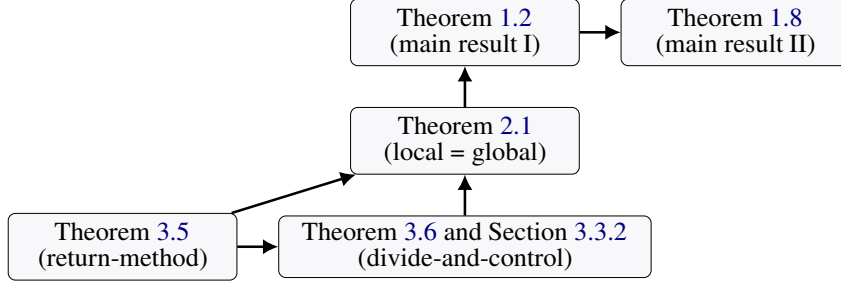 Theorem 1.2
(main result I)
Theorem 1.8
(main result II)
Theorem 2.1
(local = global)
Theorem 3.5
(return-method)
Theorem 3.6 and Section 3.3.2
(divide-and-control)